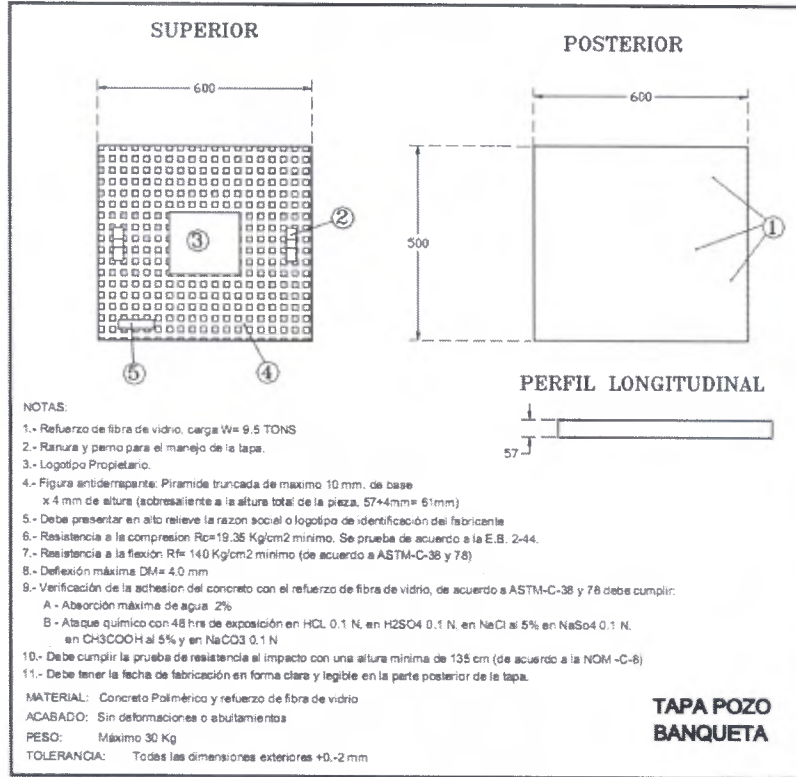 SUPERIOR
POSTERIOR
600
600
②
③
①
500
⑤
④
PERFIL LONGITUDINAL
57
NOTAS:
1.- Refuerzo de fibra de vidrio, carga W= 9.5 TONS
2.- Ranura y perno para el manejo de la tapa.
3.- Logotipo Propietario.
4.- Figura antiderrapante: Piramide truncada de maximo 10 mm. de base
x 4 mm de altura (sobresaliente a la altura total de la pieza, 57+4mm= 61mm)
5.- Debe presentar en alto relieve la razon social o logotipo de identificación del fabricante
6.- Resistencia a la compresion Rc=19.35 Kg/cm2 minimo. Se prueba de acuerdo a la E.B. 2-44.
7.- Resistencia a la flexión Rf= 140 Kg/cm2 minimo (de acuerdo a ASTM-C-38 y 78)
8.- Deflexión máxima DM= 4.0 mm
9.- Verificación de la adhesion del concreto con el refuerzo de fibra de vidrio, de acuerdo a ASTM-C-38 y 78 debe cumplir:
A - Absorción máxima de agua 2%
B - Ataque quimico con 48 hrs de exposición en HCL 0.1 N, en H2SO4 0.1 N, en NaCl al 5% en NaSo4 0.1 N,
en CH3COOH al 5% y en NaCO3 0.1 N
10.- Debe cumplir la prueba de resistencia al impacto con una altura minima de 135 cm (de acuerdo a la NOM -C-6)
11.- Debe tener la fecha de fabricación en forma clara y legible en la parte posterior de la tapa.
MATERIAL: Concreto Polimérico y refuerzo de fibra de vidrio
ACABADO: Sin deformaciones o abultamientos
PESO: Máximo 30 Kg
TOLERANCIA: Todas las dimensiones exteriores +0,-2 mm
TAPA POZO
BANQUETA